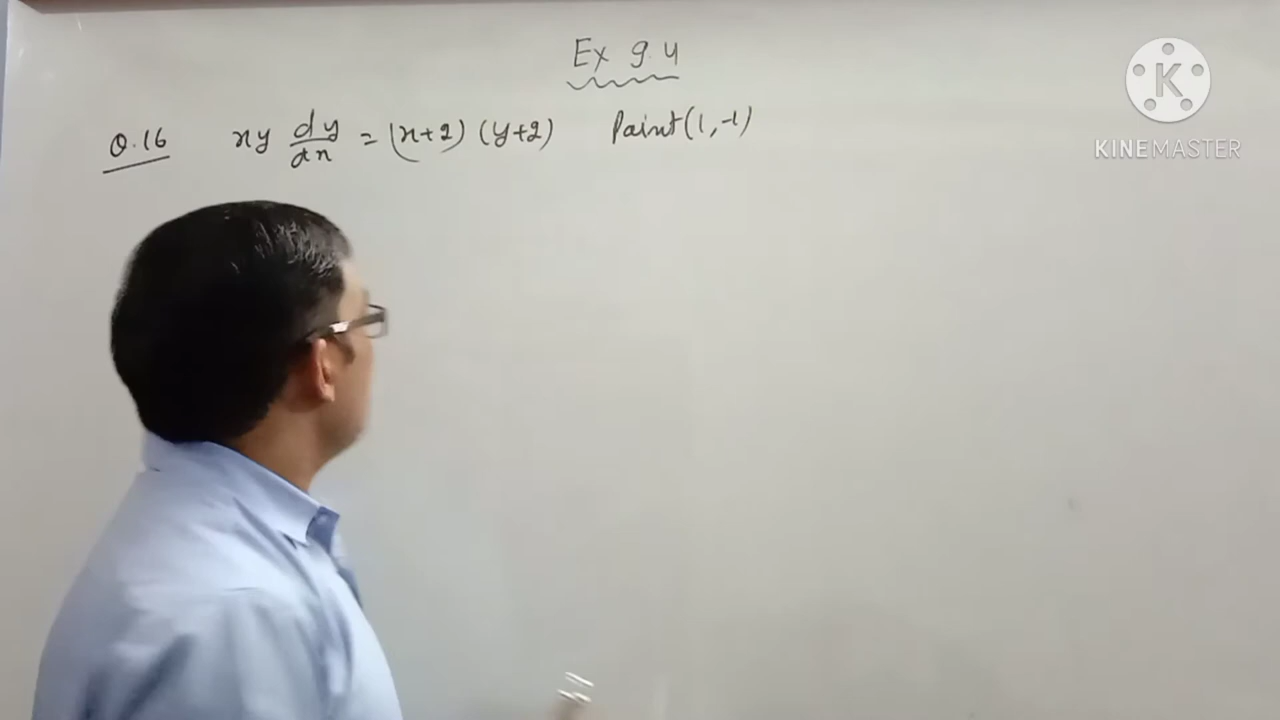 Ex 9.4
Q.16 xy dy/dx = (x+2) (y+2) Point (1,-1)
K
KINEMASTER